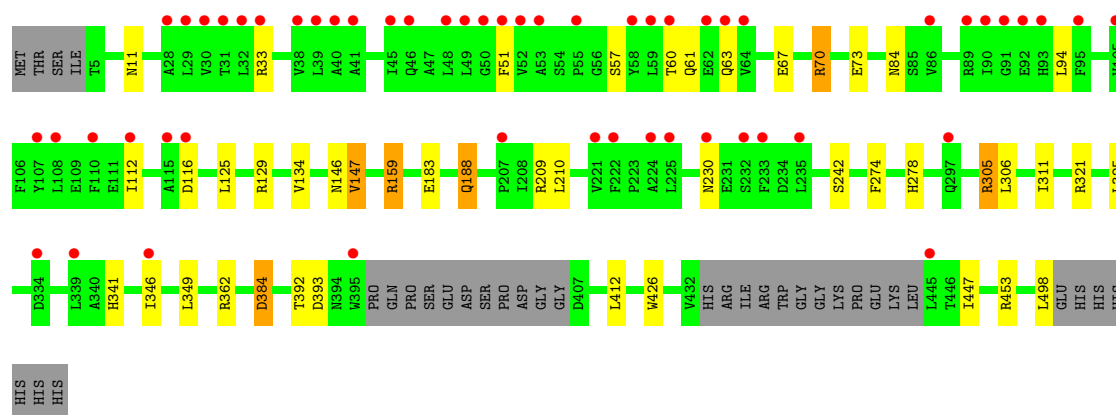 MET THR SER ILE T5 N11 A28 L29 V30 T31 L32 R33 V38 L39 A40 A41 I45 Q46 A47 L48 L49 G50 F51 V52 A53 S54 P55 G56 S57 Y58 L59 T60 Q61 E62 Q63 V64 E67 R70 E73 N84 S85 V86 R89 I90 G91 E92 H93 L94 F95
F106 Y107 L108 E109 F110 E111 I112 A115 D116 L125 R129 V134 N146 V147 R159 E183 Q188 P207 I208 R209 L210 V221 F222 P223 A224 L225 N230 E231 S232 F233 D234 L235 S242 F274 H278 Q297 R305 L306 I311 R321
D334 L339 A340 H341 I346 L349 R362 D384 T392 D393 N394 W395 PRO GLN PRO SER GLU ASP SER PRO ASP GLY GLY D407 L412 W426 V432 HIS ARG ILE ARG TRP GLY GLY LYS PRO GLU LYS LEU L445 T446 I447 R453 L498 GLU HIS HIS
HIS HIS HIS